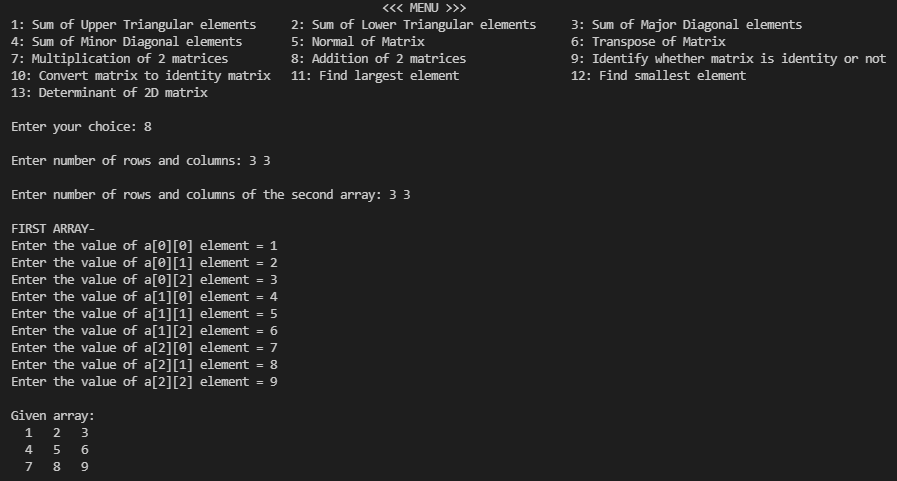 <<< MENU >>>
1: Sum of Upper Triangular elements 2: Sum of Lower Triangular elements 3: Sum of Major Diagonal elements
4: Sum of Minor Diagonal elements 5: Normal of Matrix 6: Transpose of Matrix
7: Multiplication of 2 matrices 8: Addition of 2 matrices 9: Identify whether matrix is identity or not
10: Convert matrix to identity matrix 11: Find largest element 12: Find smallest element
13: Determinant of 2D matrix
Enter your choice: 8
Enter number of rows and columns: 3 3
Enter number of rows and columns of the second array: 3 3
FIRST ARRAY-
Enter the value of a[0][0] element = 1
Enter the value of a[0][1] element = 2
Enter the value of a[0][2] element = 3
Enter the value of a[1][0] element = 4
Enter the value of a[1][1] element = 5
Enter the value of a[1][2] element = 6
Enter the value of a[2][0] element = 7
Enter the value of a[2][1] element = 8
Enter the value of a[2][2] element = 9
Given array:
1 2 3
4 5 6
7 8 9